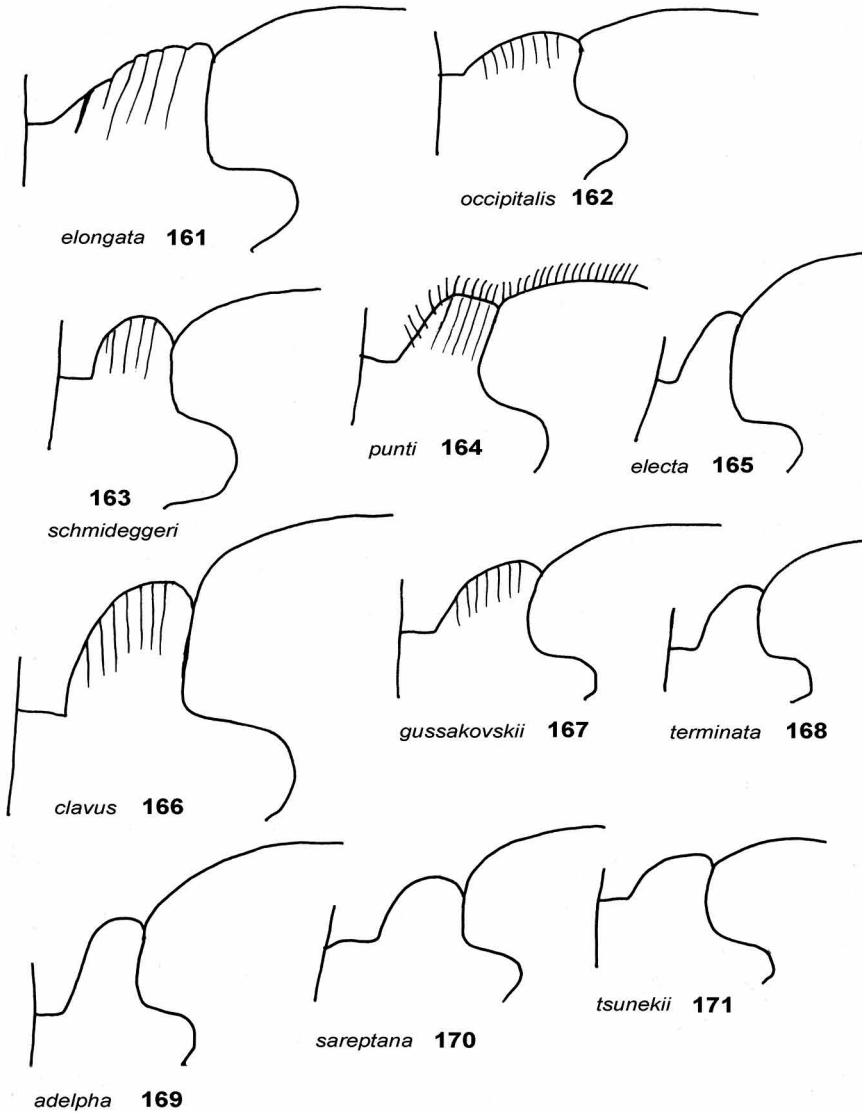 elongata 161
occipitalis 162
163
schmideggeri
punti 164
electa 165
clavus 166
gussakovskii 167
terminata 168
adelpha 169
sareptana 170
tsunekii 171